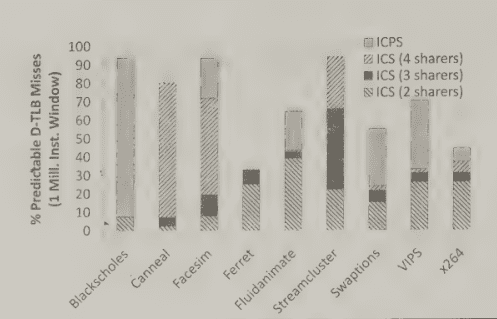 % Predictable D-TLB Misses
(1 Mill. Inst. Window)
100
90
80
70
60
50
40
30
20
10
0
ICPS
ICS (4 sharers)
ICS (3 sharers)
ICS (2 sharers)
Blackscholes
Canneal
Facesim
Ferret
Fluidanimate
Streamcluster
Swaptions
VIPS
x264